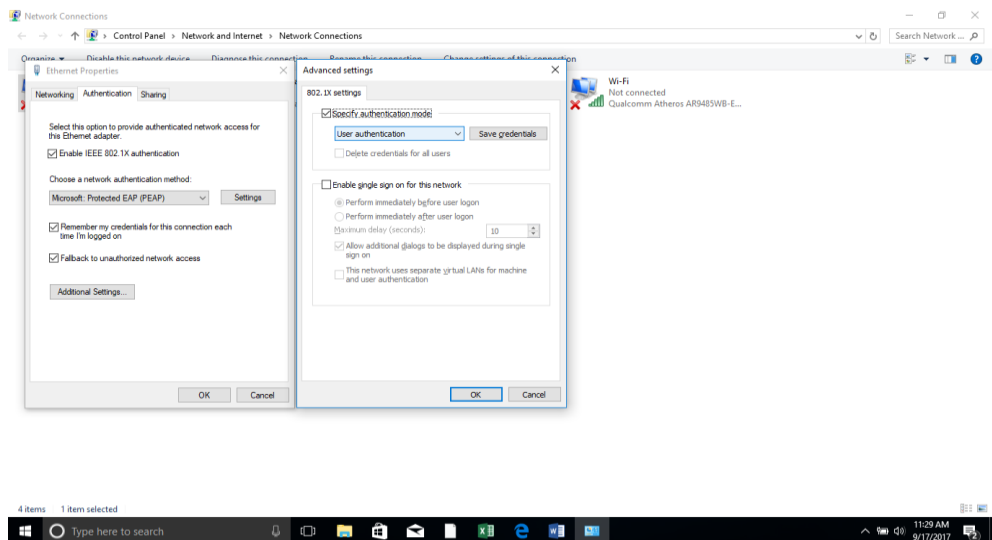 Network Connections
Control Panel › Network and Internet › Network Connections
Search Network ...
Organize Disable this network device Diagnose this connection Rename this connection Change settings of this connection
Ethernet Properties
Networking Authentication Sharing
Select this option to provide authenticated network access for
this Ethernet adapter.
Enable IEEE 802.1X authentication
Choose a network authentication method:
Microsoft: Protected EAP (PEAP) Settings
Remember my credentials for this connection each
time I'm logged on
Fallback to unauthorized network access
Additional Settings...
OK Cancel
Advanced settings
802.1X settings
Specify authentication mode
User authentication Save credentials
Delete credentials for all users
Enable single sign on for this network
Perform immediately before user logon
Perform immediately after user logon
Maximum delay (seconds): 10
Allow additional dialogs to be displayed during single
sign on
This network uses separate virtual LANs for machine
and user authentication
OK Cancel
Wi-Fi
Not connected
Qualcomm Atheros AR9485WB-E...
4 items 1 item selected
Type here to search
11:29 AM
9/17/2017
2